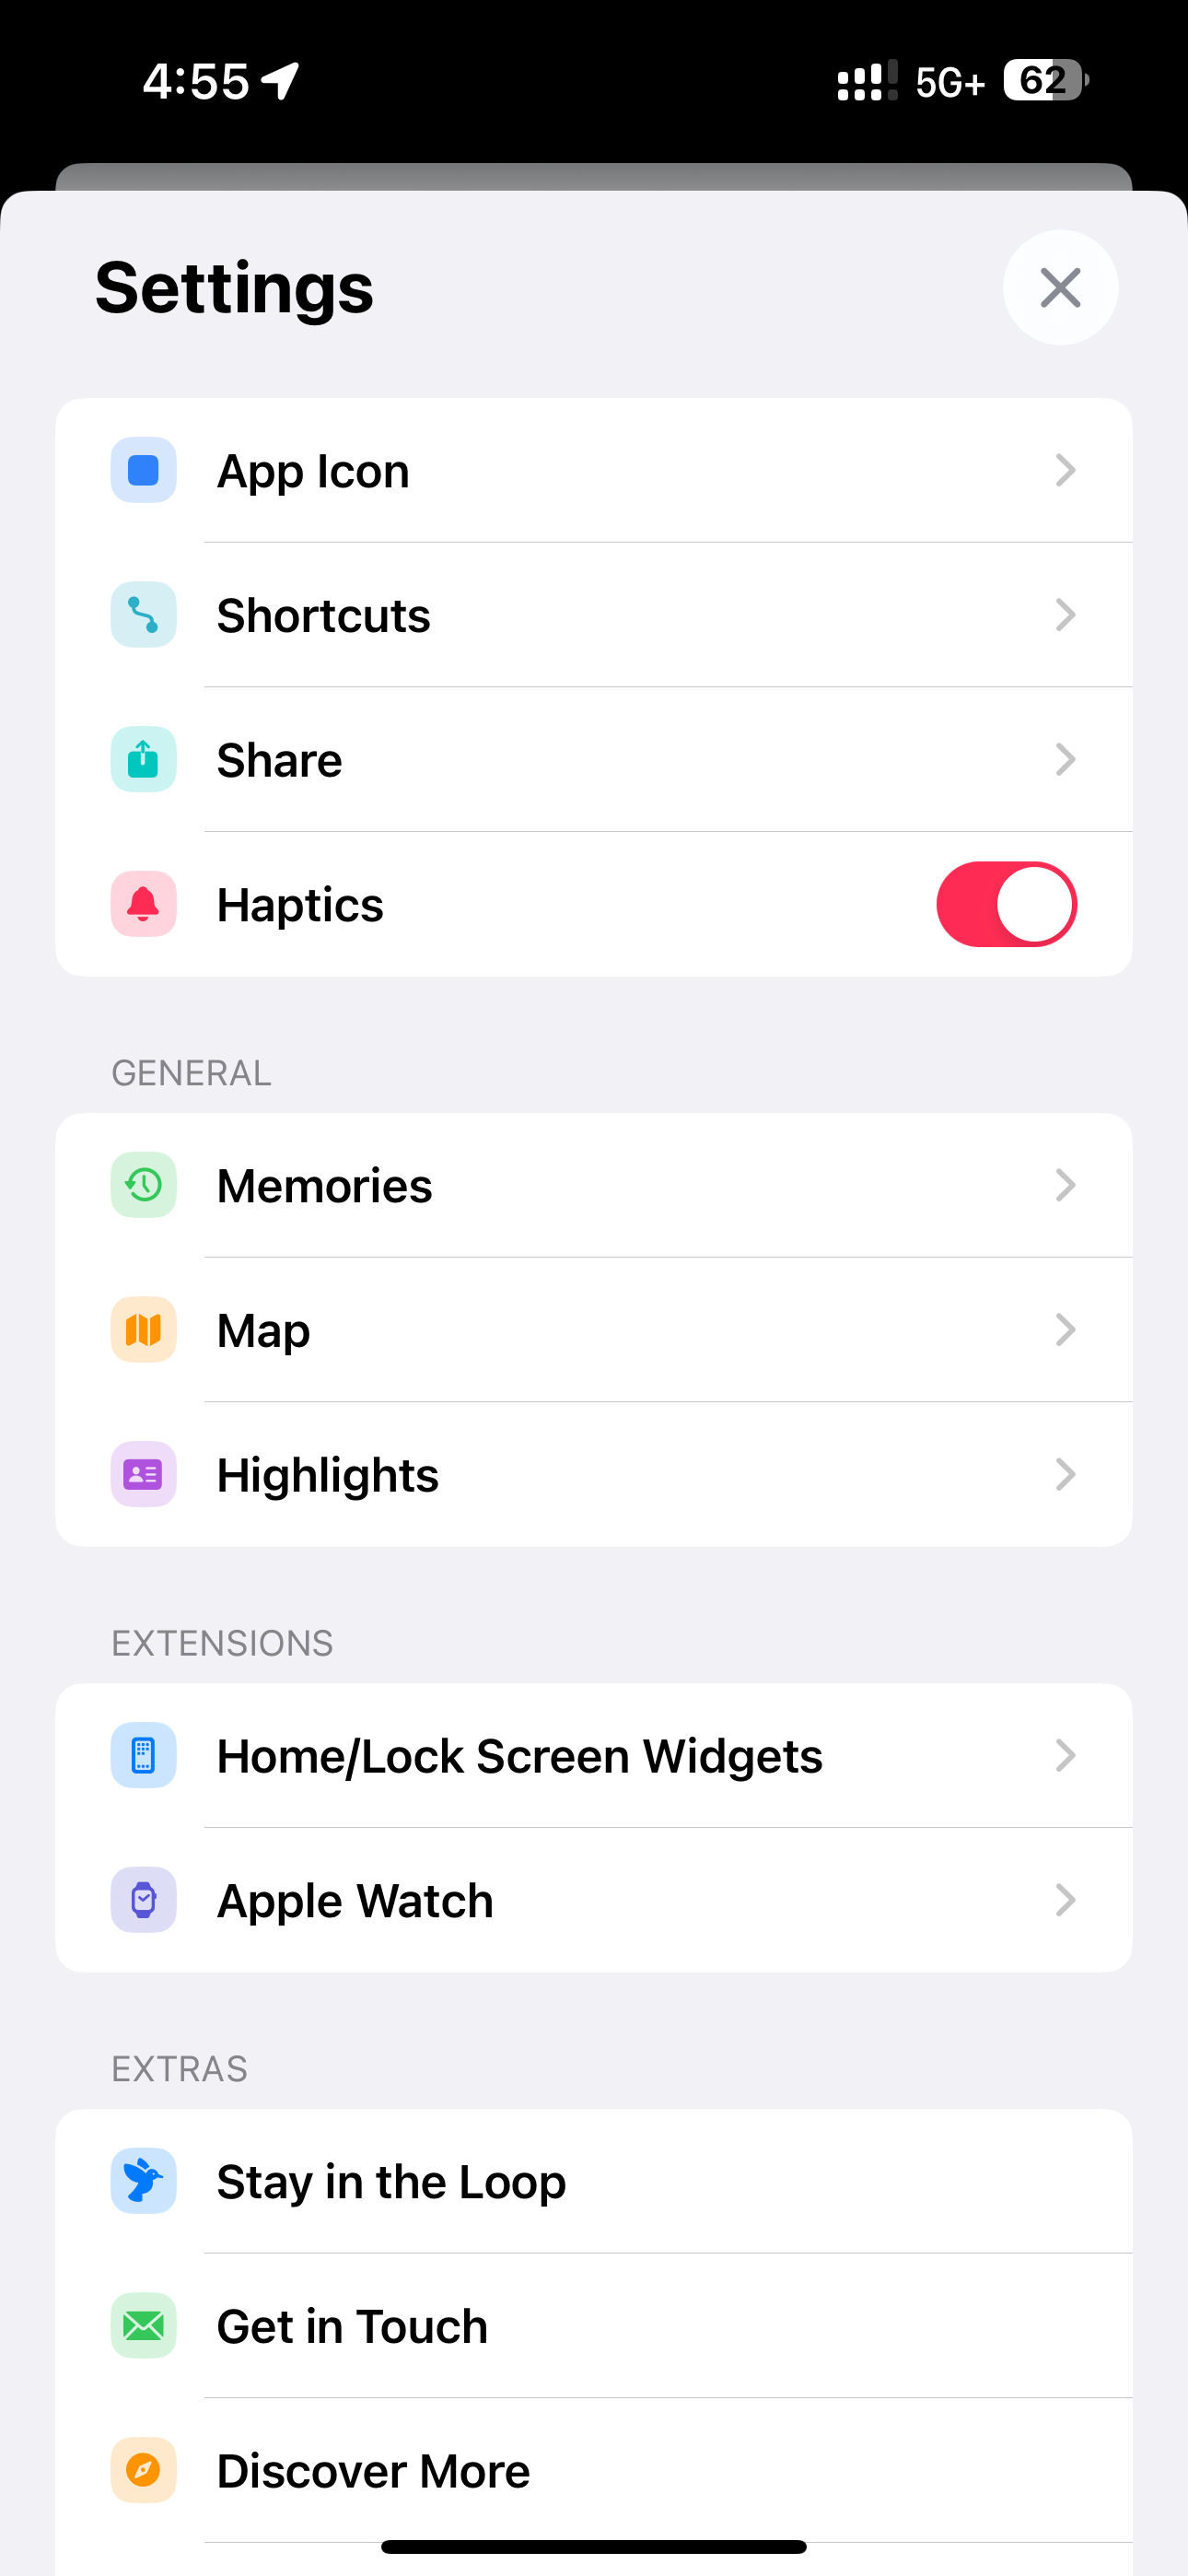 4:55 5G+ 62
Settings
App Icon
Shortcuts
Share
Haptics
GENERAL
Memories
Map
Highlights
EXTENSIONS
Home/Lock Screen Widgets
Apple Watch
EXTRAS
Stay in the Loop
Get in Touch
Discover More